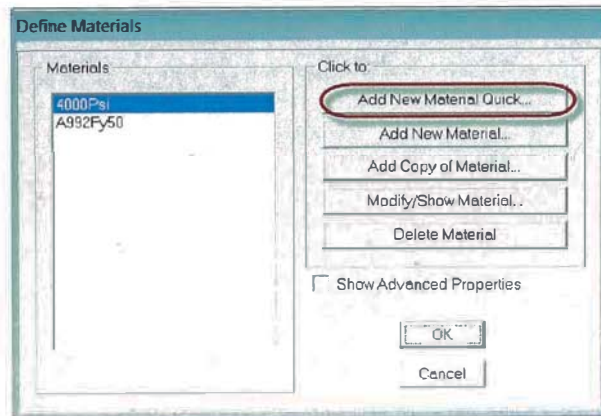 Define Materials
Materials
4000Psi
A992Fy50
Click to:
Add New Material Quick...
Add New Material...
Add Copy of Material...
Modify/Show Material...
Delete Material
Show Advanced Properties
OK
Cancel